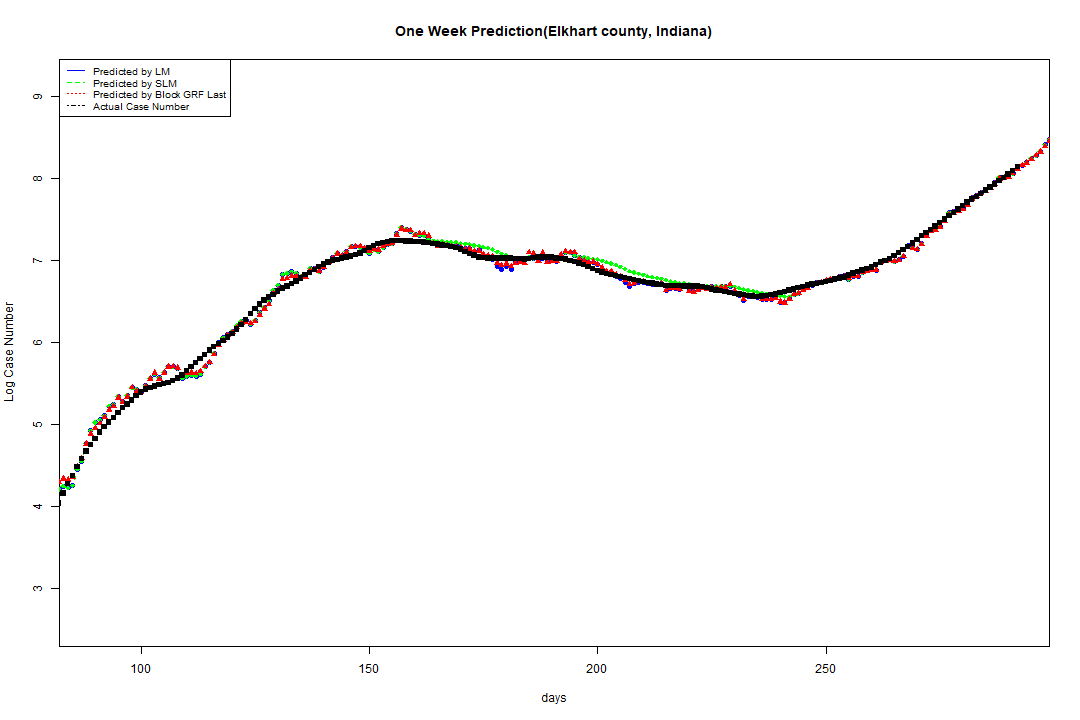 One Week Prediction(Elkhart county, Indiana)
Predicted by LM
Predicted by SLM
Predicted by Block GRF Last
Actual Case Number
9
8
7
6
5
4
3
Log Case Number
100 150 200 250
days